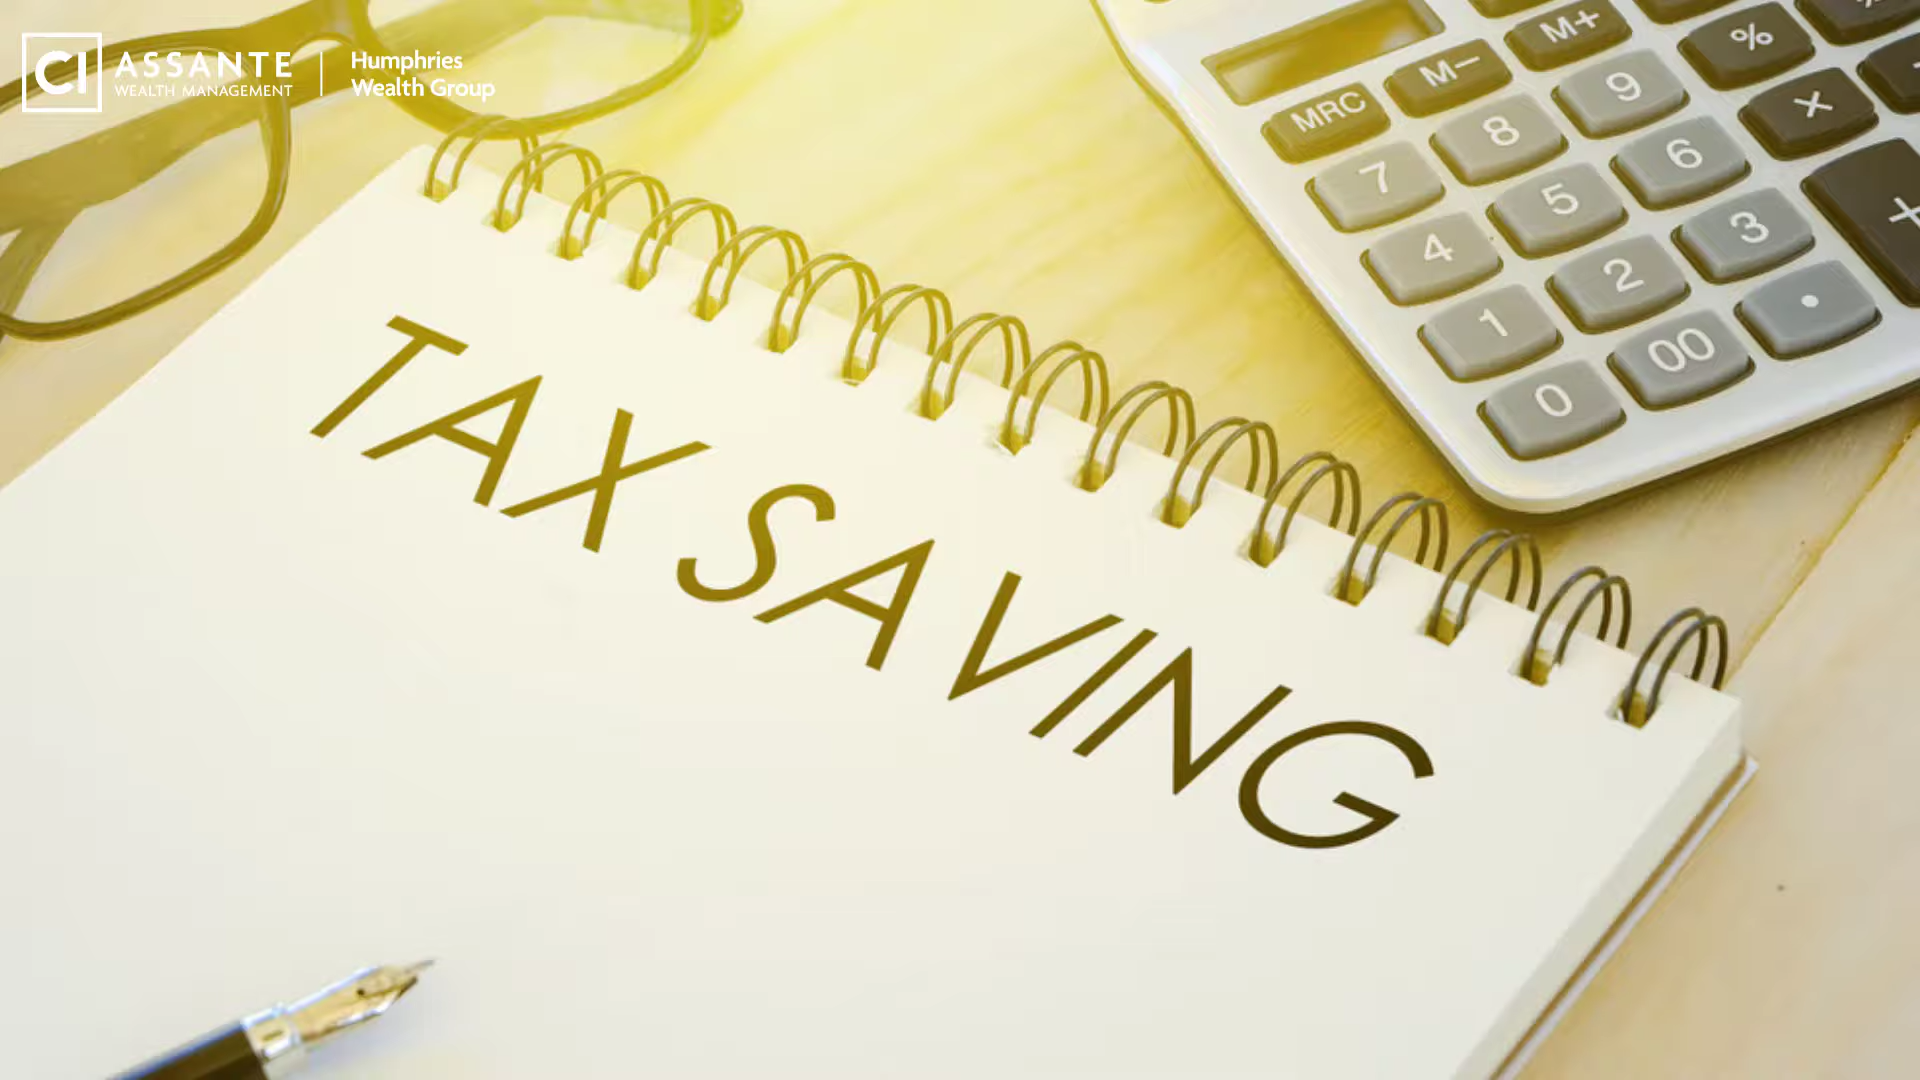 CI ASSANTE
WEALTH MANAGEMENT
Humphries
Wealth Group
TAX SAVING
MRC M− M+ %
7 8 9 ×
4 5 6 +
1 2 3
0 00 .